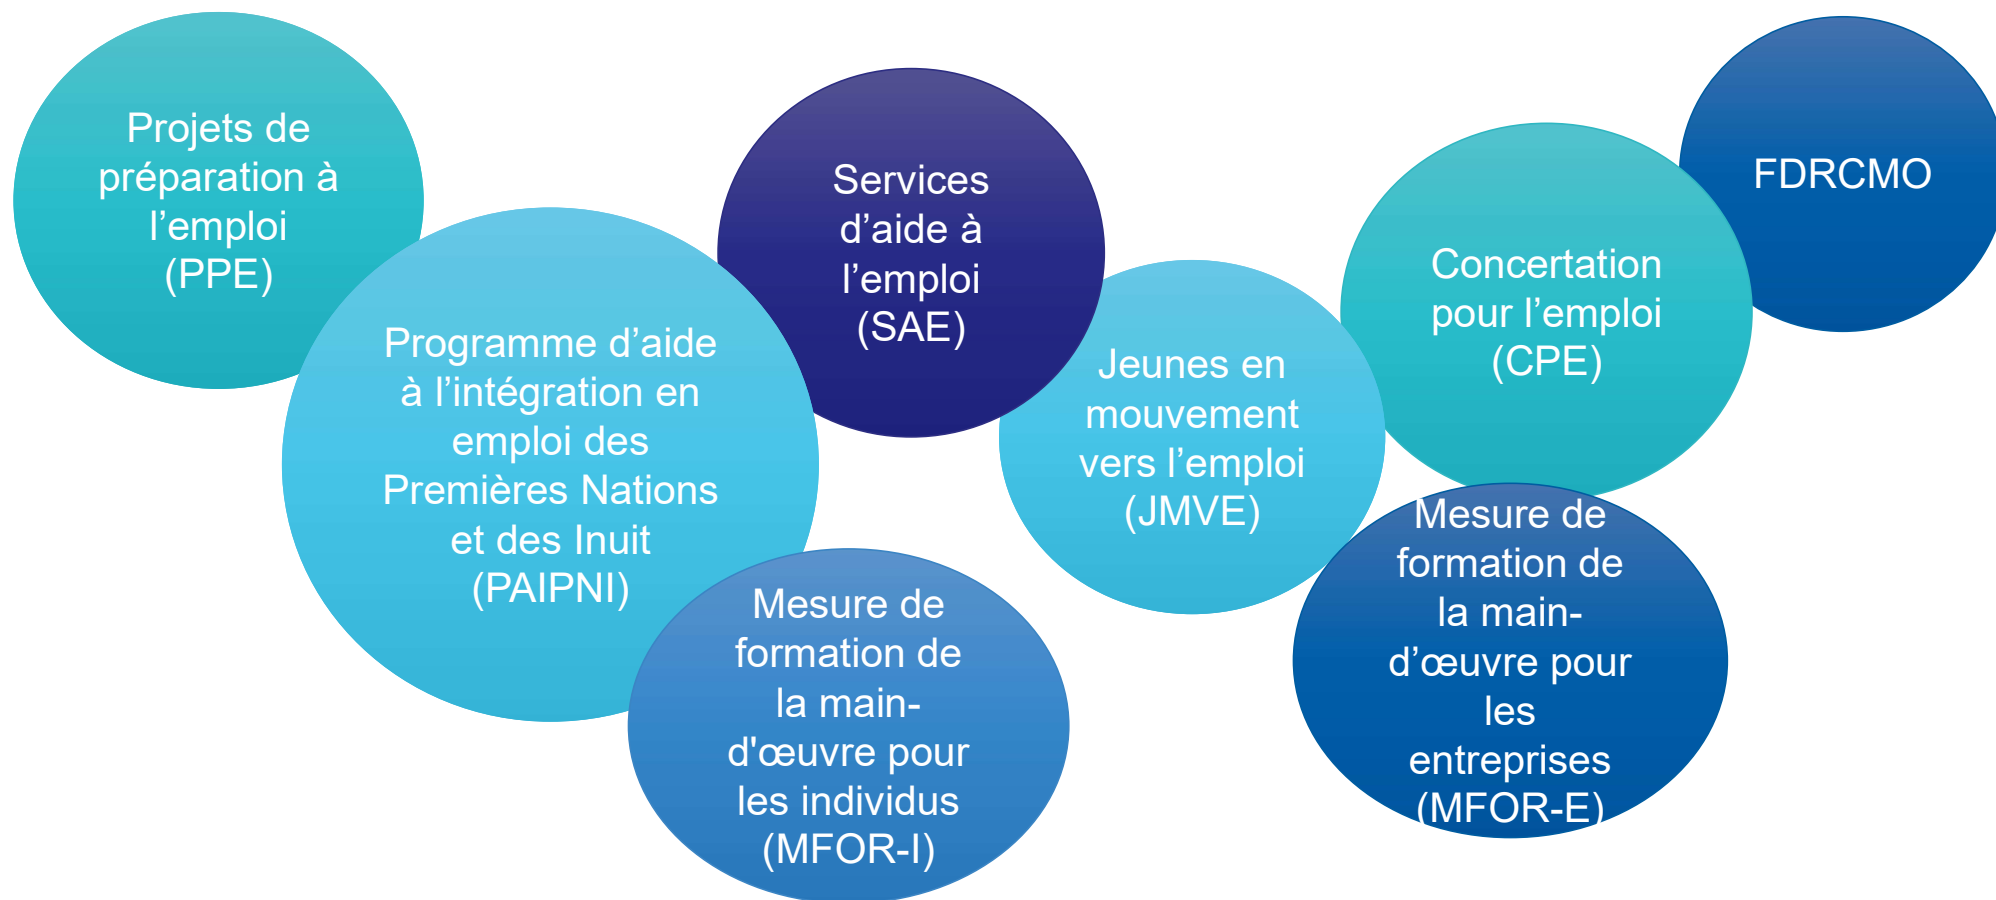 Projets de
préparation à
l’emploi
(PPE)
Programme d’aide
à l’intégration en
emploi des
Premières Nations
et des Inuit
(PAIPNI)
Services
d’aide à
l’emploi
(SAE)
Mesure de
formation de
la main-
d'œuvre pour
les individus
(MFOR-I)
Jeunes en
mouvement
vers l’emploi
(JMVE)
Concertation
pour l’emploi
(CPE)
Mesure de
formation de
la main-
d’œuvre pour
les
entreprises
(MFOR-E)
FDRCMO